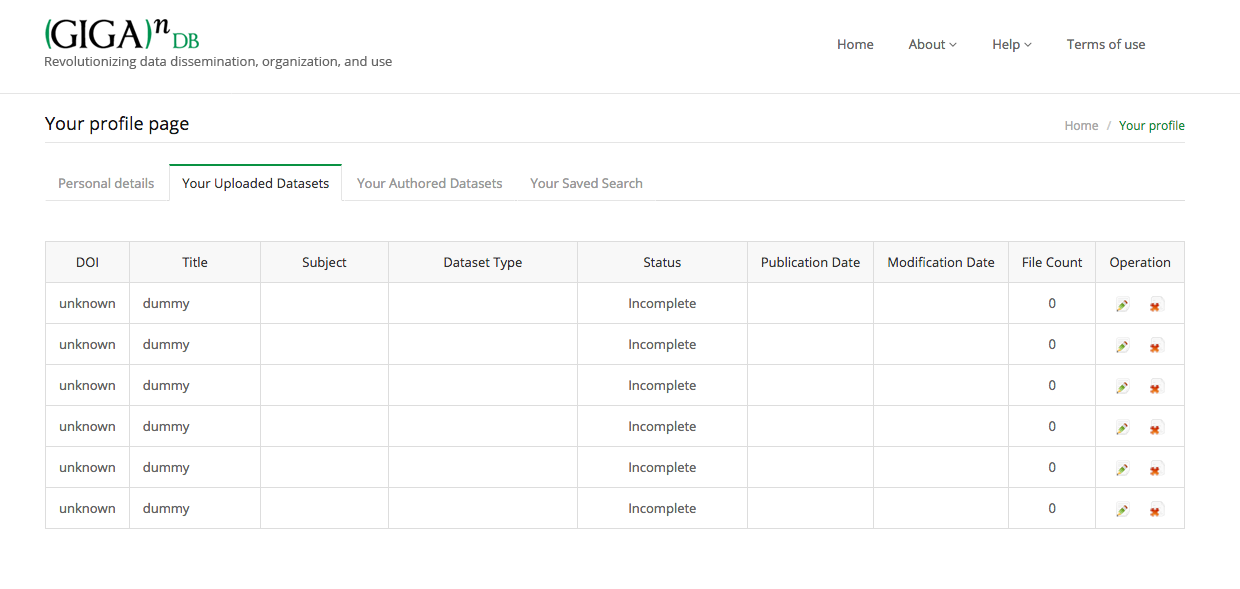 (GIGA)n DB
Revolutionizing data dissemination, organization, and use
Home About Help Terms of use
Your profile page
Home / Your profile
Personal details Your Uploaded Datasets Your Authored Datasets Your Saved Search
DOI Title Subject Dataset Type Status Publication Date Modification Date File Count Operation
unknown dummy Incomplete 0
unknown dummy Incomplete 0
unknown dummy Incomplete 0
unknown dummy Incomplete 0
unknown dummy Incomplete 0
unknown dummy Incomplete 0